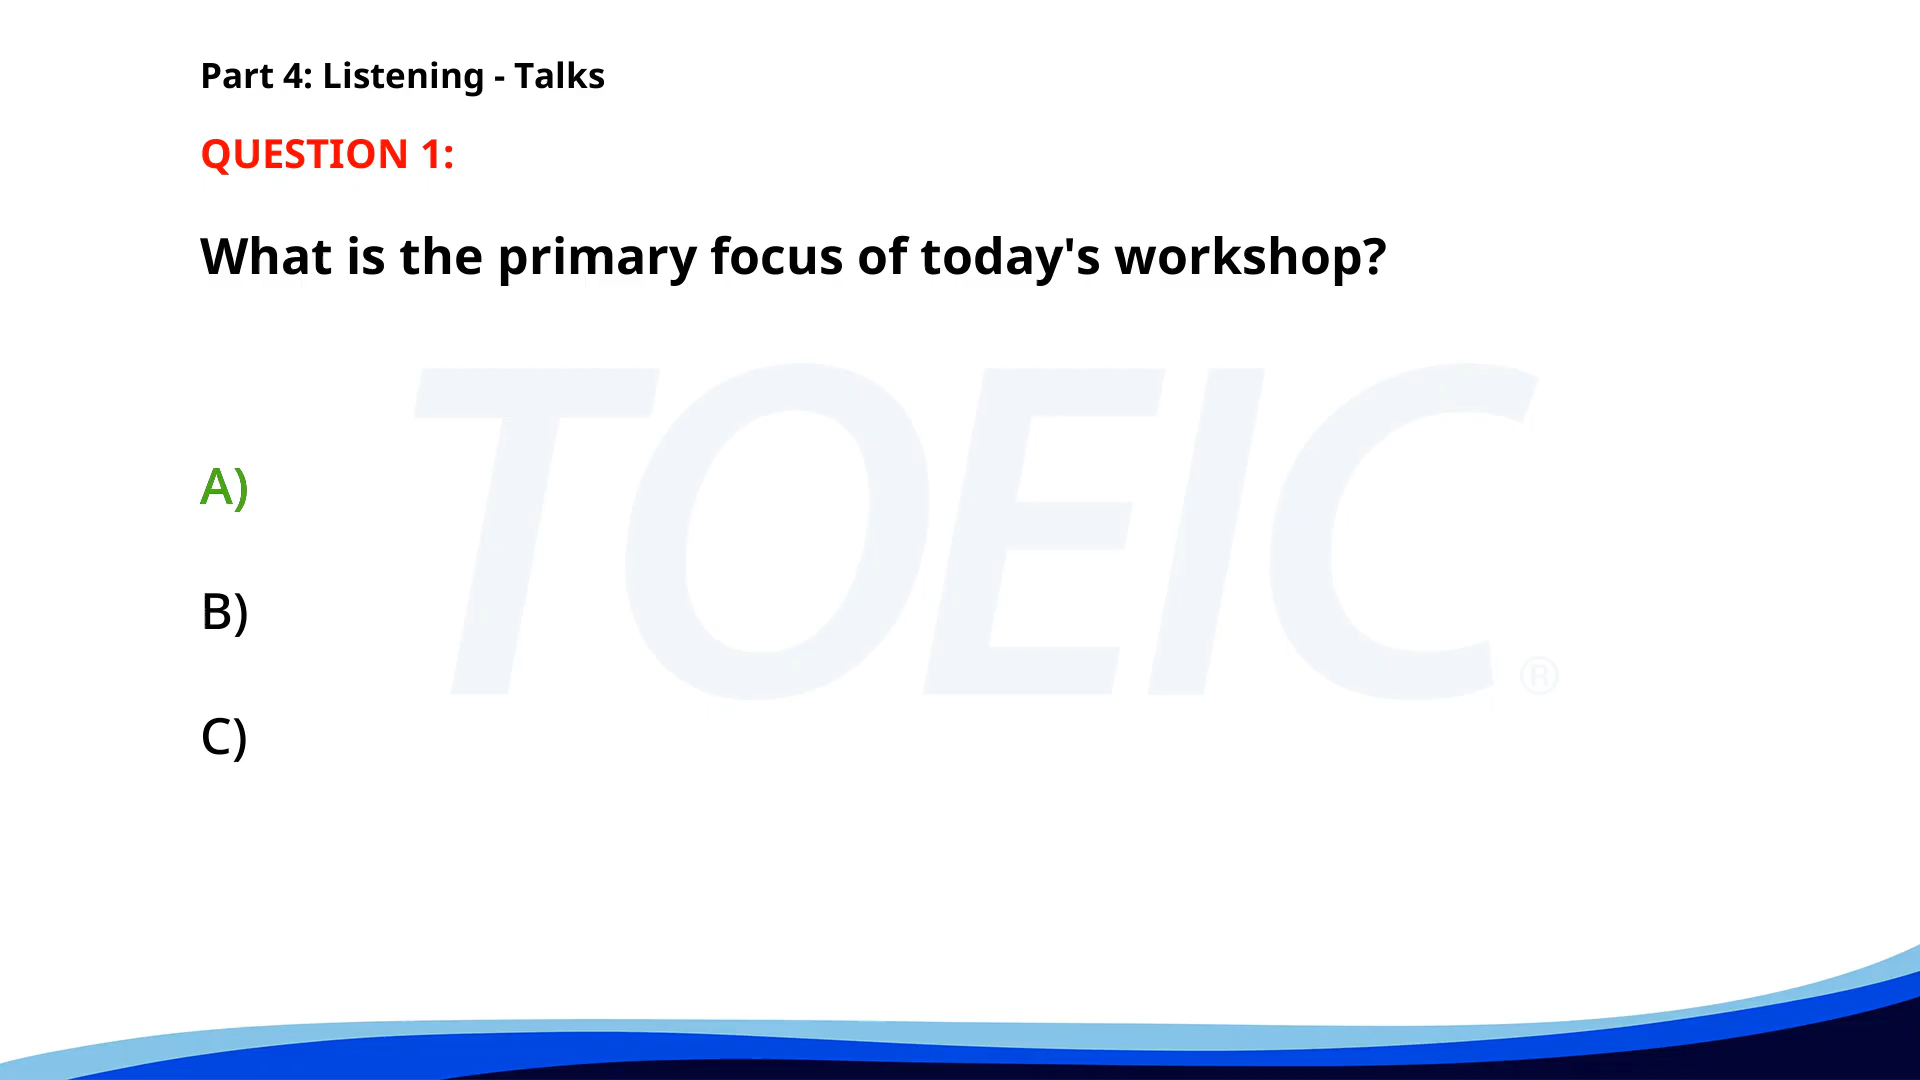 Part 4: Listening - Talks
QUESTION 1:
What is the primary focus of today's workshop?
TOEIC®
A)
B)
C)